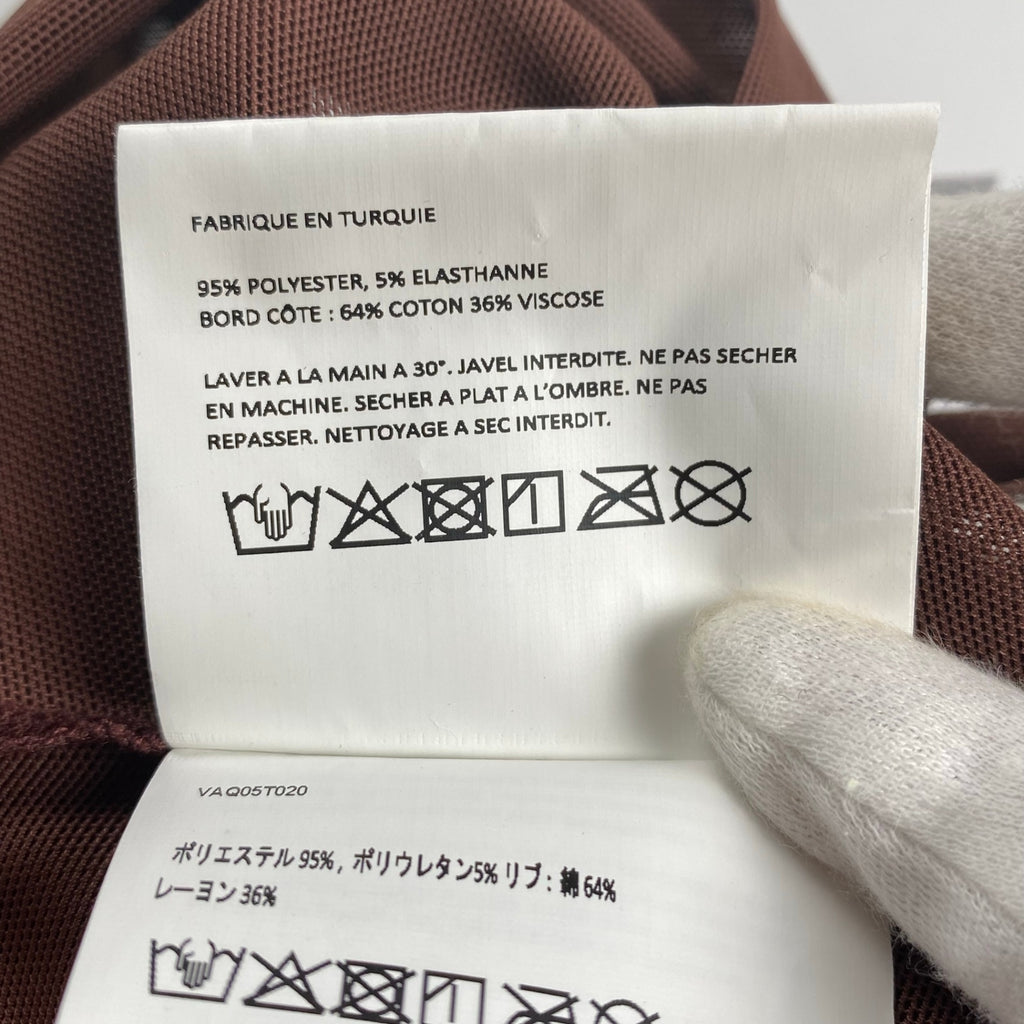 FABRIQUE EN TURQUIE
95% POLYESTER, 5% ELASTHANNE
BORD CÔTE : 64% COTON 36% VISCOSE
LAVER A LA MAIN A 30°. JAVEL INTERDITE. NE PAS SECHER
EN MACHINE. SECHER A PLAT A L'OMBRE. NE PAS
REPASSER. NETTOYAGE A SEC INTERDIT.
VAQ05T020
ポリエステル 95%, ポリウレタン5% リブ : 綿 64%
レーヨン 36%